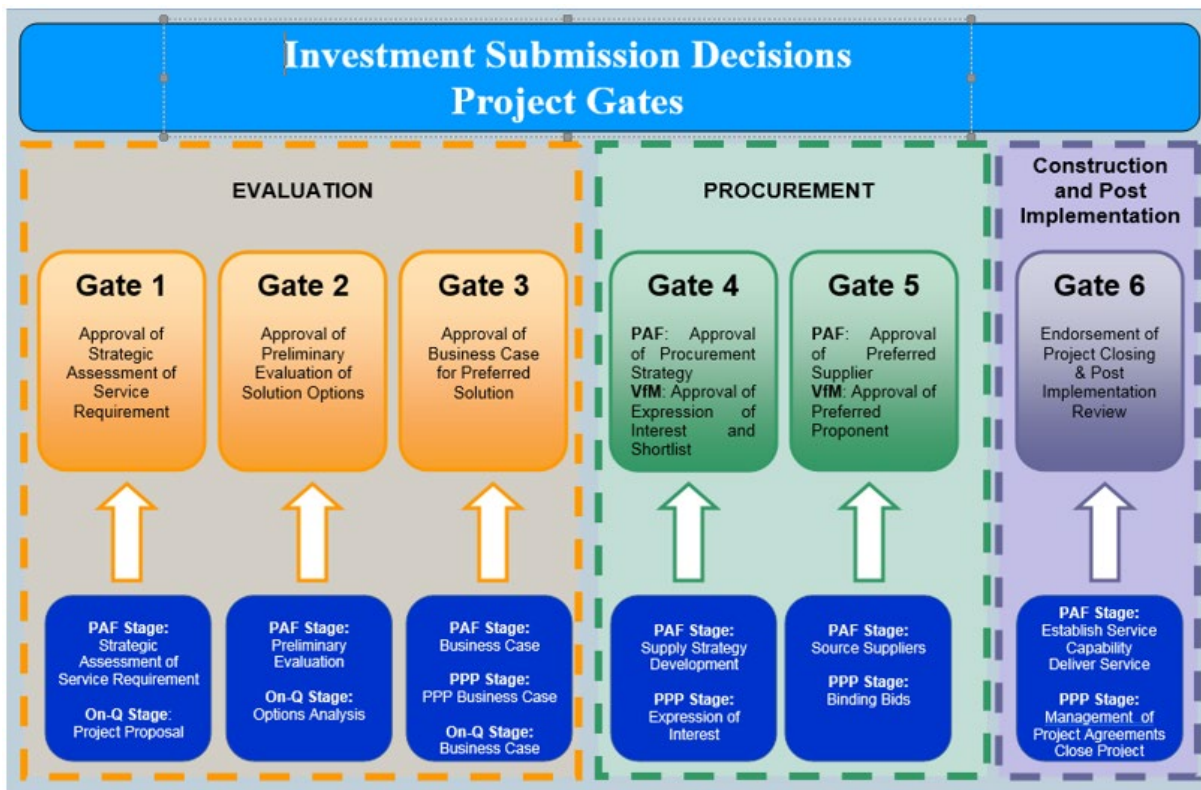 Investment Submission Decisions
Project Gates
EVALUATION
Gate 1
Approval of
Strategic
Assessment of
Service
Requirement
Gate 2
Approval of
Preliminary
Evaluation of
Solution Options
Gate 3
Approval of
Business Case
for Preferred
Solution
PAF Stage:
Strategic
Assessment of
Service Requirement
On-Q Stage:
Project Proposal
PAF Stage:
Preliminary
Evaluation
On-Q Stage:
Options Analysis
PAF Stage:
Business Case
PPP Stage:
PPP Business Case
On-Q Stage:
Business Case
PROCUREMENT
Gate 4
PAF: Approval
of Procurement
Strategy
VfM: Approval of
Expression of
Interest and
Shortlist
Gate 5
PAF: Approval
of Preferred
Supplier
VfM: Approval of
Preferred
Proponent
PAF Stage:
Supply Strategy
Development
PPP Stage:
Expression of
Interest
PAF Stage:
Source Suppliers
PPP Stage:
Binding Bids
Construction
and Post
Implementation
Gate 6
Endorsement of
Project Closing
& Post
Implementation
Review
PAF Stage:
Establish Service
Capability
Deliver Service
PPP Stage:
Management of
Project Agreements
Close Project